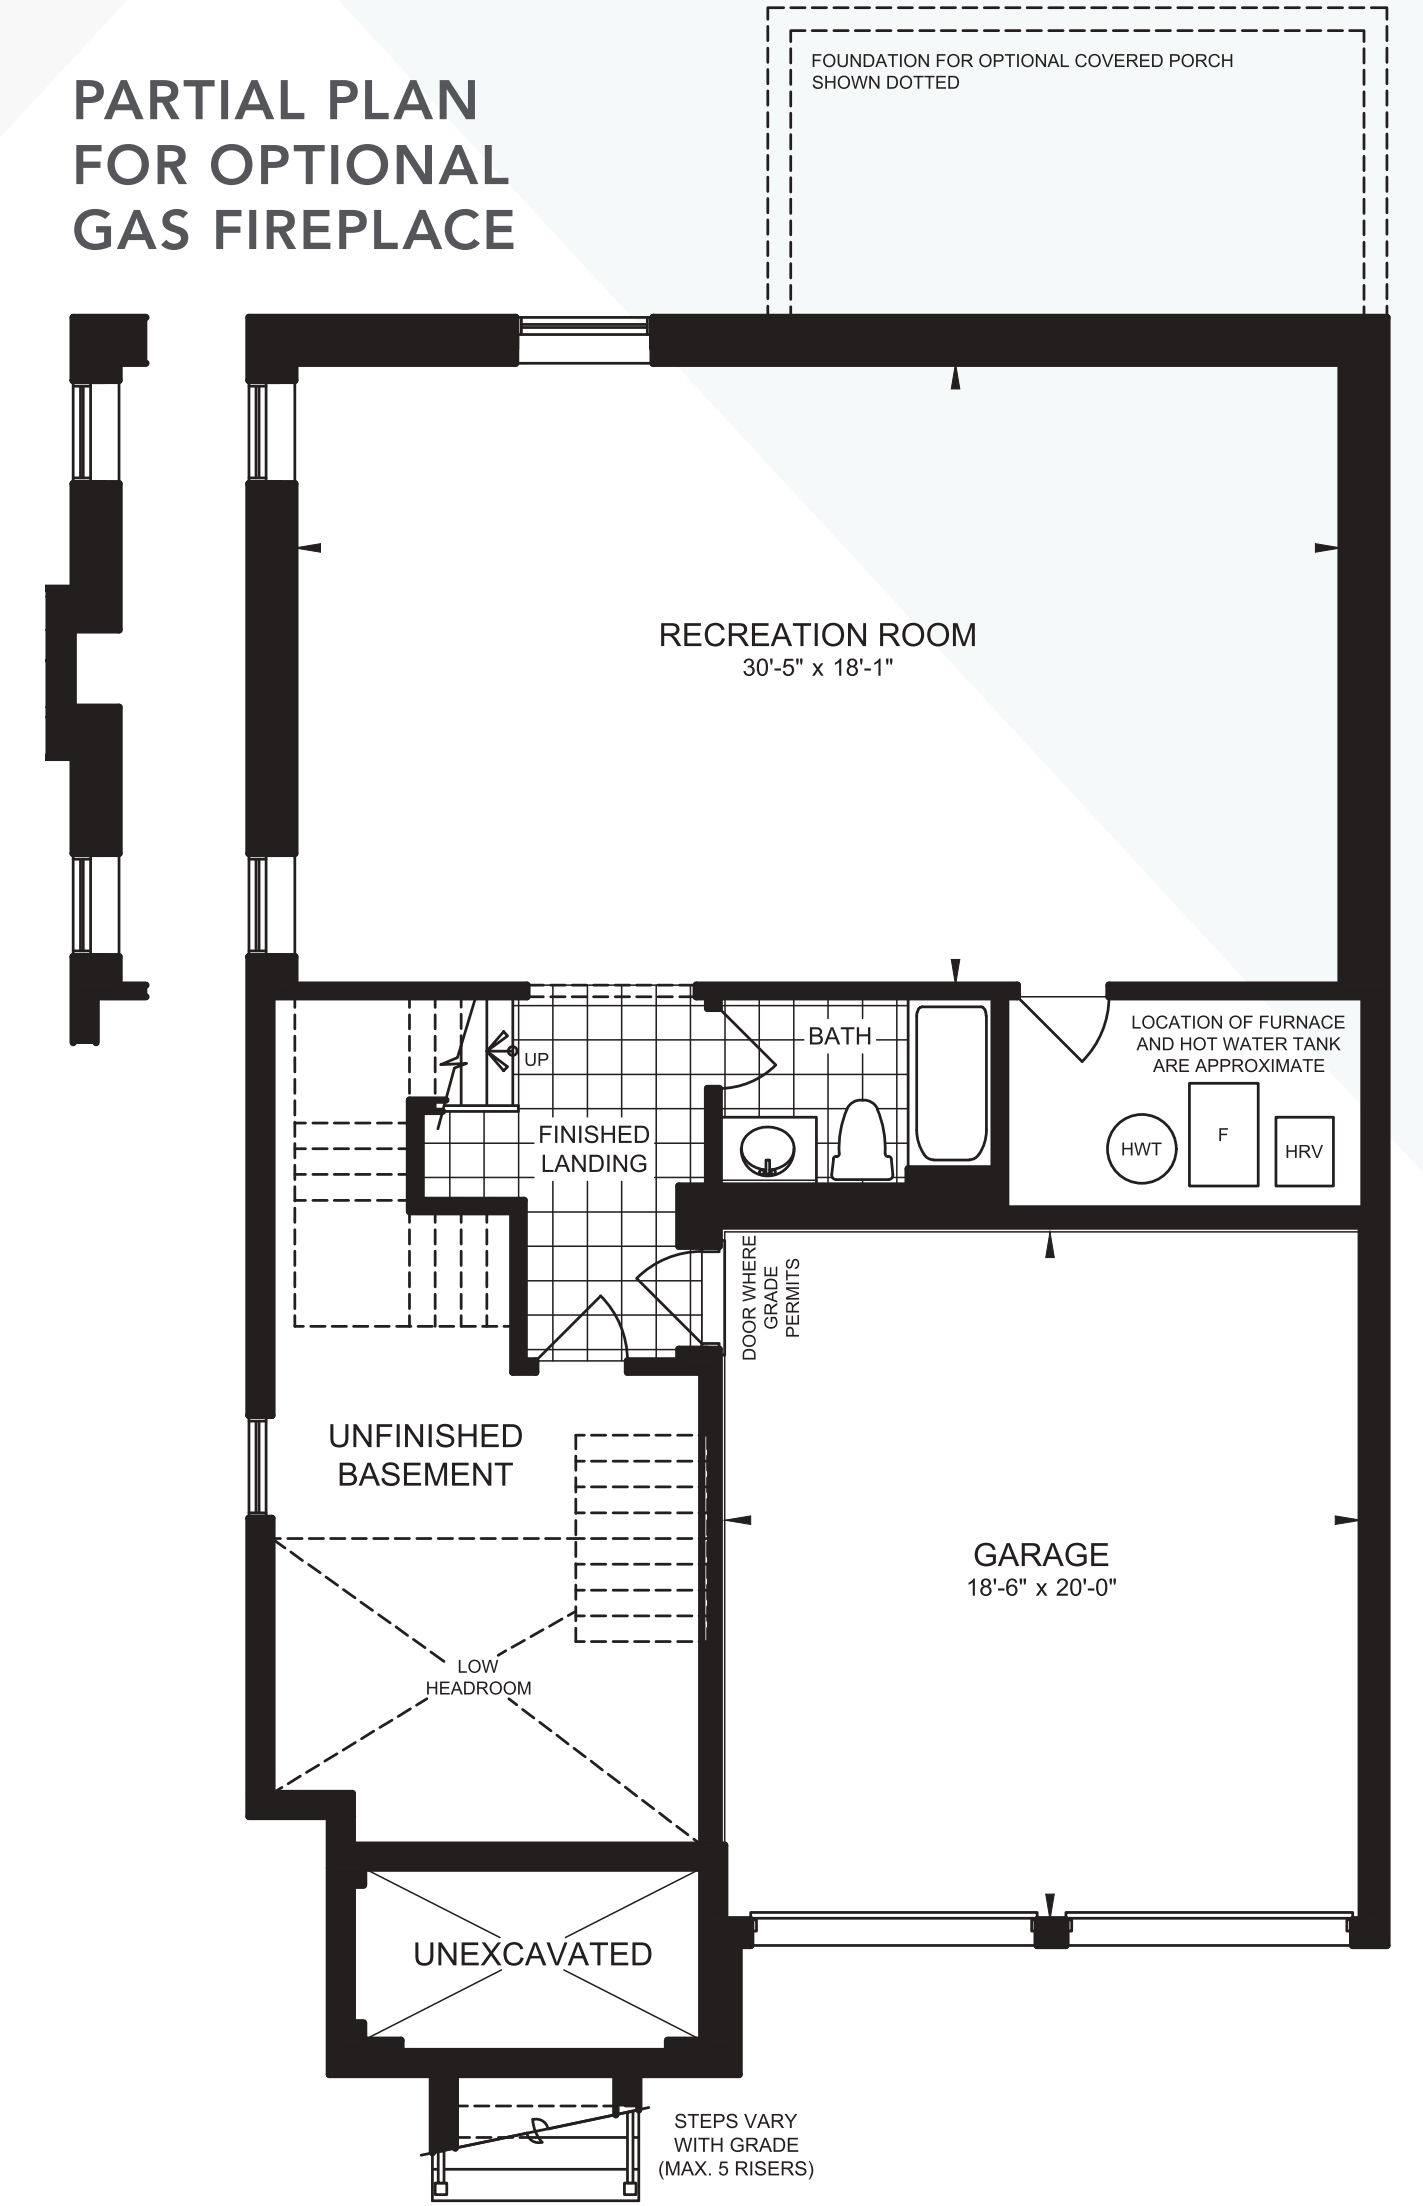 FOUNDATION FOR OPTIONAL COVERED PORCH
SHOWN DOTTED
PARTIAL PLAN
FOR OPTIONAL
GAS FIREPLACE
RECREATION ROOM
30'-5" x 18'-1"
LOCATION OF FURNACE
AND HOT WATER TANK
ARE APPROXIMATE
BATH
UP
FINISHED
LANDING
HWT
F
HRV
DOOR WHERE
GRADE
PERMITS
UNFINISHED
BASEMENT
GARAGE
18'-6" x 20'-0"
LOW
HEADROOM
UNEXCAVATED
STEPS VARY
WITH GRADE
(MAX. 5 RISERS)